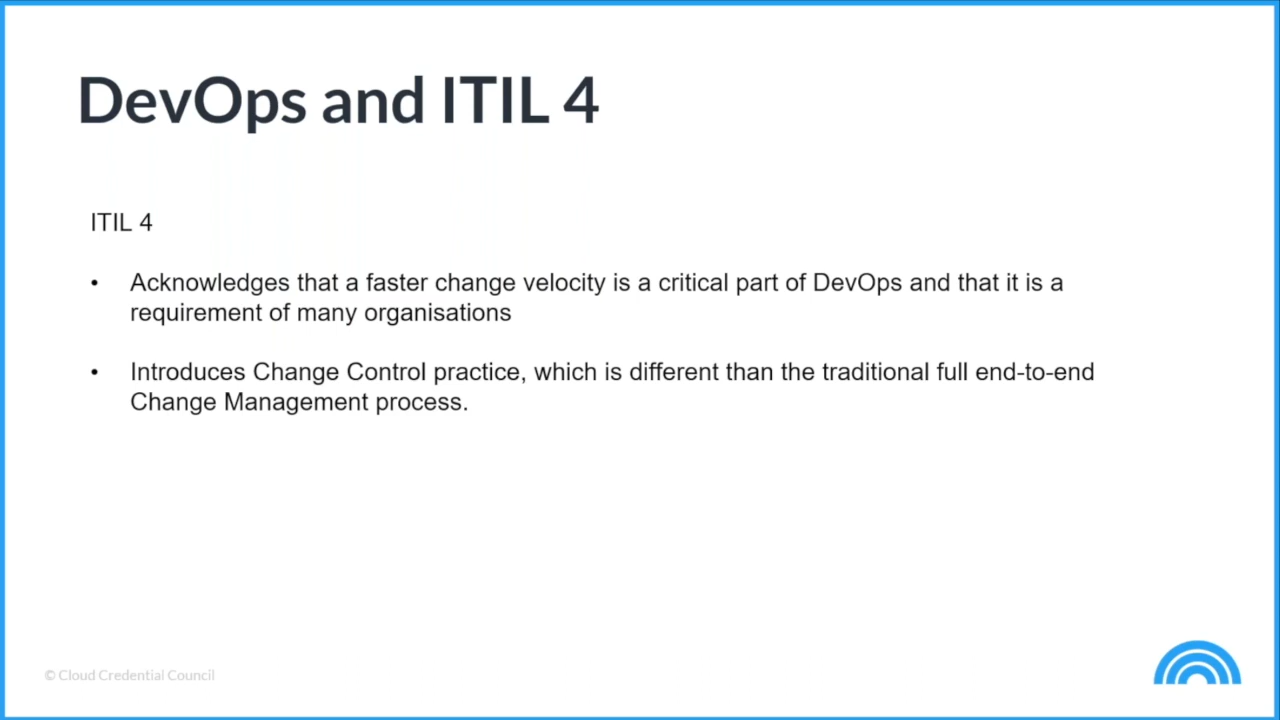 DevOps and ITIL 4
ITIL 4
• Acknowledges that a faster change velocity is a critical part of DevOps and that it is a
requirement of many organisations
• Introduces Change Control practice, which is different than the traditional full end-to-end
Change Management process.
© Cloud Credential Council